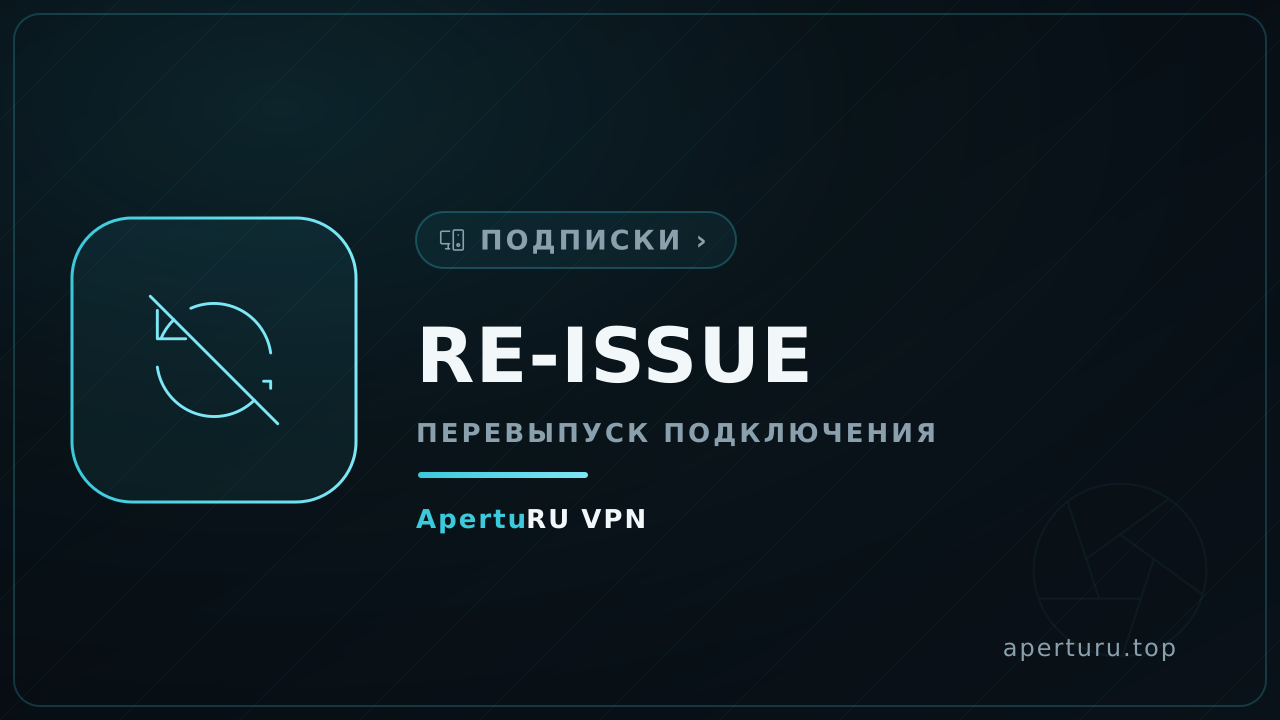 ПОДПИСКИ ›
RE-ISSUE
ПЕРЕВЫПУСК ПОДКЛЮЧЕНИЯ
ApertuRU VPN
aperturu.top